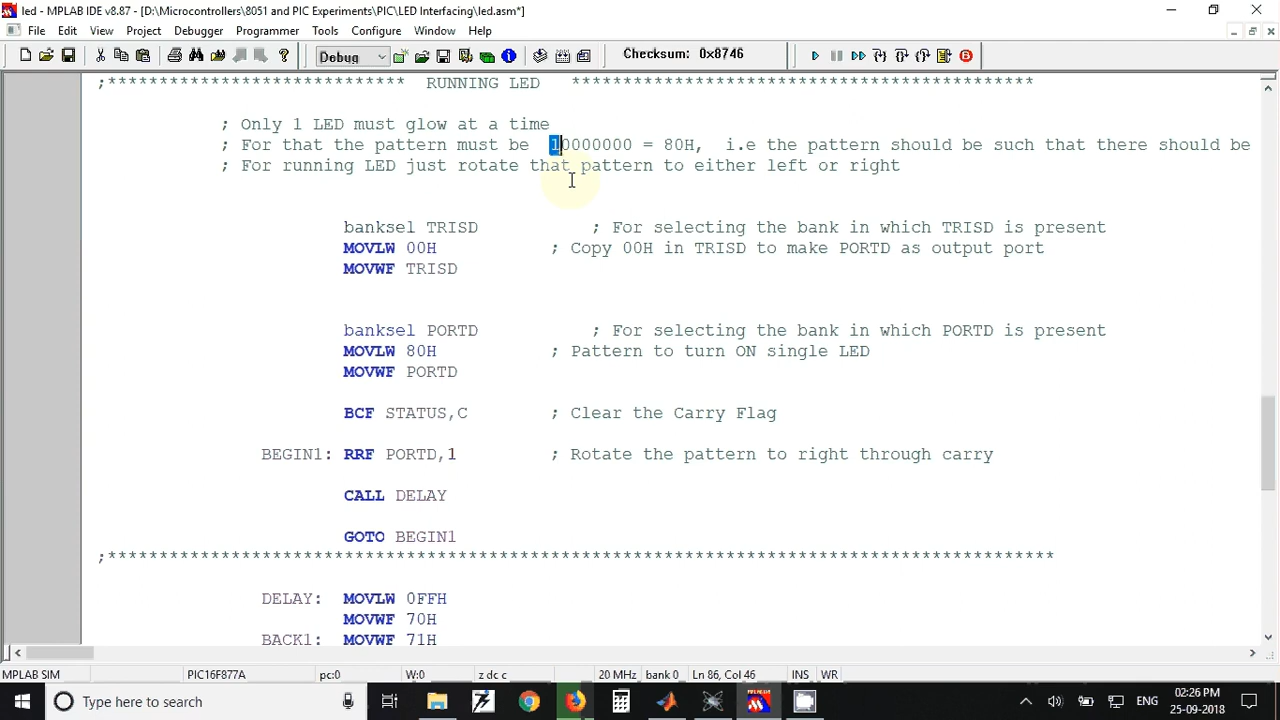 led - MPLAB IDE v8.87 - [D:\Microcontrollers\8051 and PIC Experiments\PIC\LED Interfacing\led.asm*]
File Edit View Project Debugger Programmer Tools Configure Window Help
Debug Checksum: 0x8746
;***************************** RUNNING LED *********************************************
; Only 1 LED must glow at a time
; For that the pattern must be 10000000 = 80H, i.e the pattern should be such that there should be
; For running LED just rotate that pattern to either left or right
banksel TRISD ; For selecting the bank in which TRISD is present
MOVLW 00H ; Copy 00H in TRISD to make PORTD as output port
MOVWF TRISD
banksel PORTD ; For selecting the bank in which PORTD is present
MOVLW 80H ; Pattern to turn ON single LED
MOVWF PORTD
BCF STATUS,C ; Clear the Carry Flag
BEGIN1: RRF PORTD,1 ; Rotate the pattern to right through carry
CALL DELAY
GOTO BEGIN1
;********************************************************************************************
DELAY: MOVLW 0FFH
MOVWF 70H
BACK1: MOVWF 71H
MPLAB SIM PIC16F877A pc:0 W:0 z dc c 20 MHz bank 0 Ln 86, Col 46 INS WR
Type here to search ENG 02:26 PM
25-09-2018